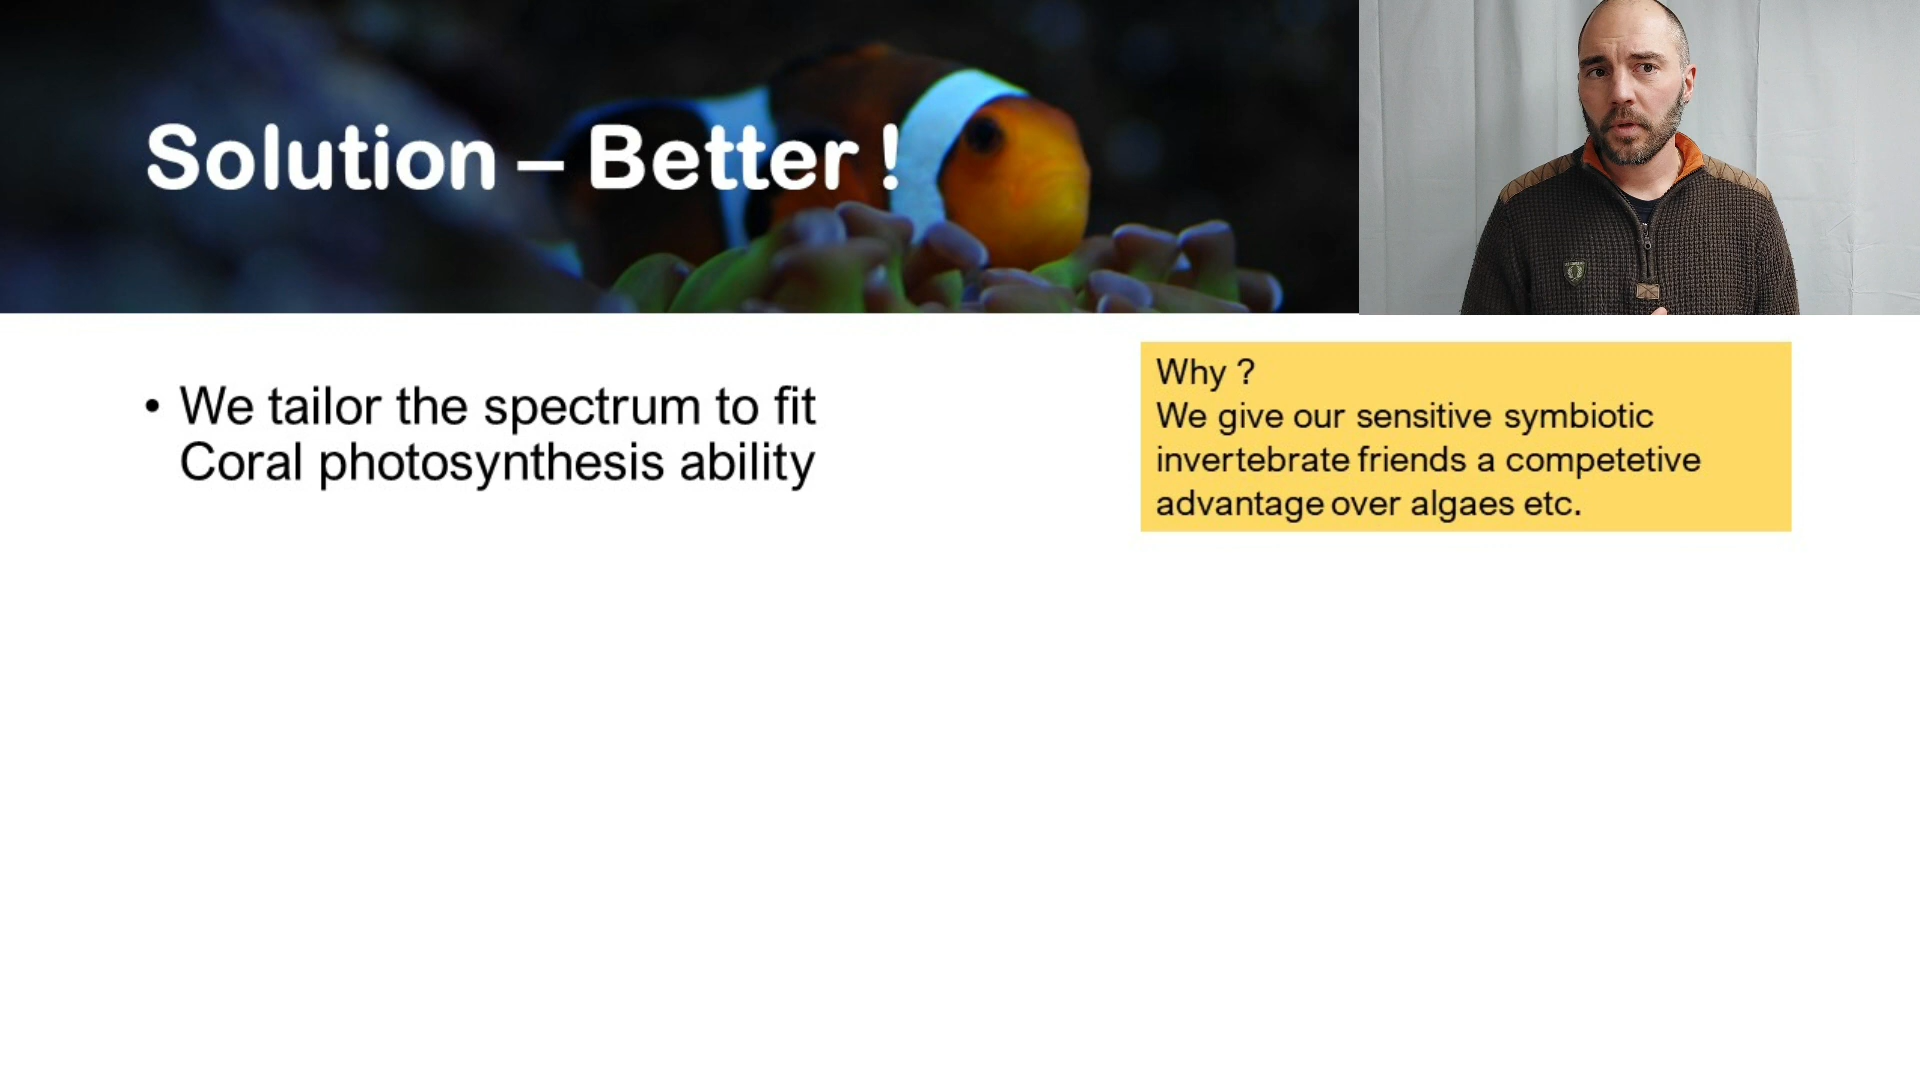 Solution – Better !
• We tailor the spectrum to fit
Coral photosynthesis ability
Why ?
We give our sensitive symbiotic
invertebrate friends a competetive
advantage over algaes etc.